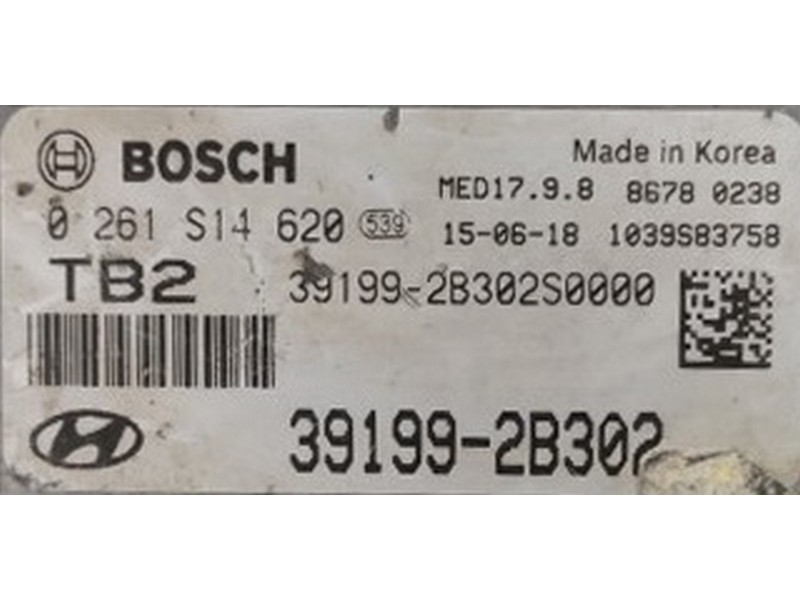 BOSCH
Made in Korea
MED17.9.8 8678 0238
0 261 S14 620 539
15-06-18 1039S83758
TB2
39199-2B302S0000
39199-2B302